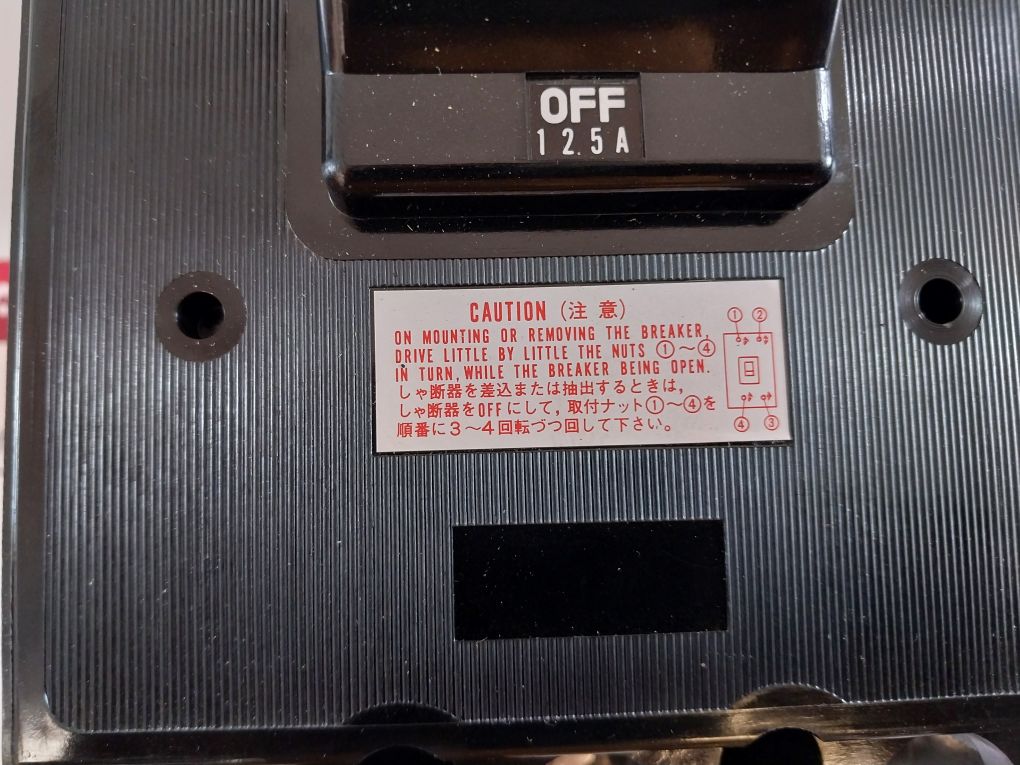 OFF
12.5A
CAUTION (注意)
ON MOUNTING OR REMOVING THE BREAKER,
DRIVE LITTLE BY LITTLE THE NUTS ①~④
IN TURN, WHILE THE BREAKER BEING OPEN.
しゃ断器を差込または抽出するときは,
しゃ断器をOFFにして, 取付ナット①~④を
順番に3~4回転づつ回して下さい。
① ②
④ ③